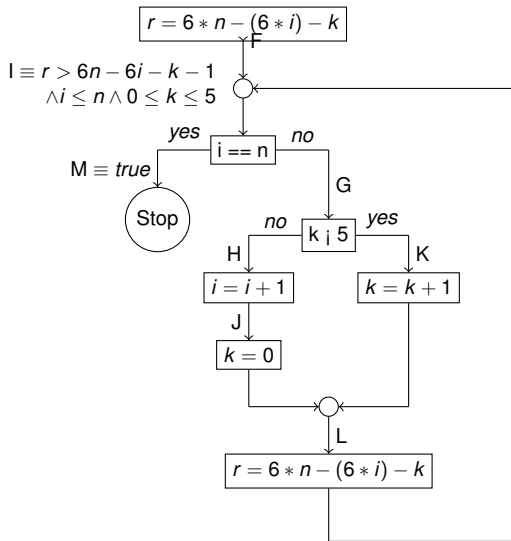 r = 6 ∗ n − (6 ∗ i) − k
F
I ≡ r > 6n − 6i − k − 1
∧i ≤ n ∧ 0 ≤ k ≤ 5
yes
i == n
no
M ≡ true
Stop
G
no
k ¡ 5
yes
H
K
i = i + 1
k = k + 1
J
k = 0
L
r = 6 ∗ n − (6 ∗ i) − k